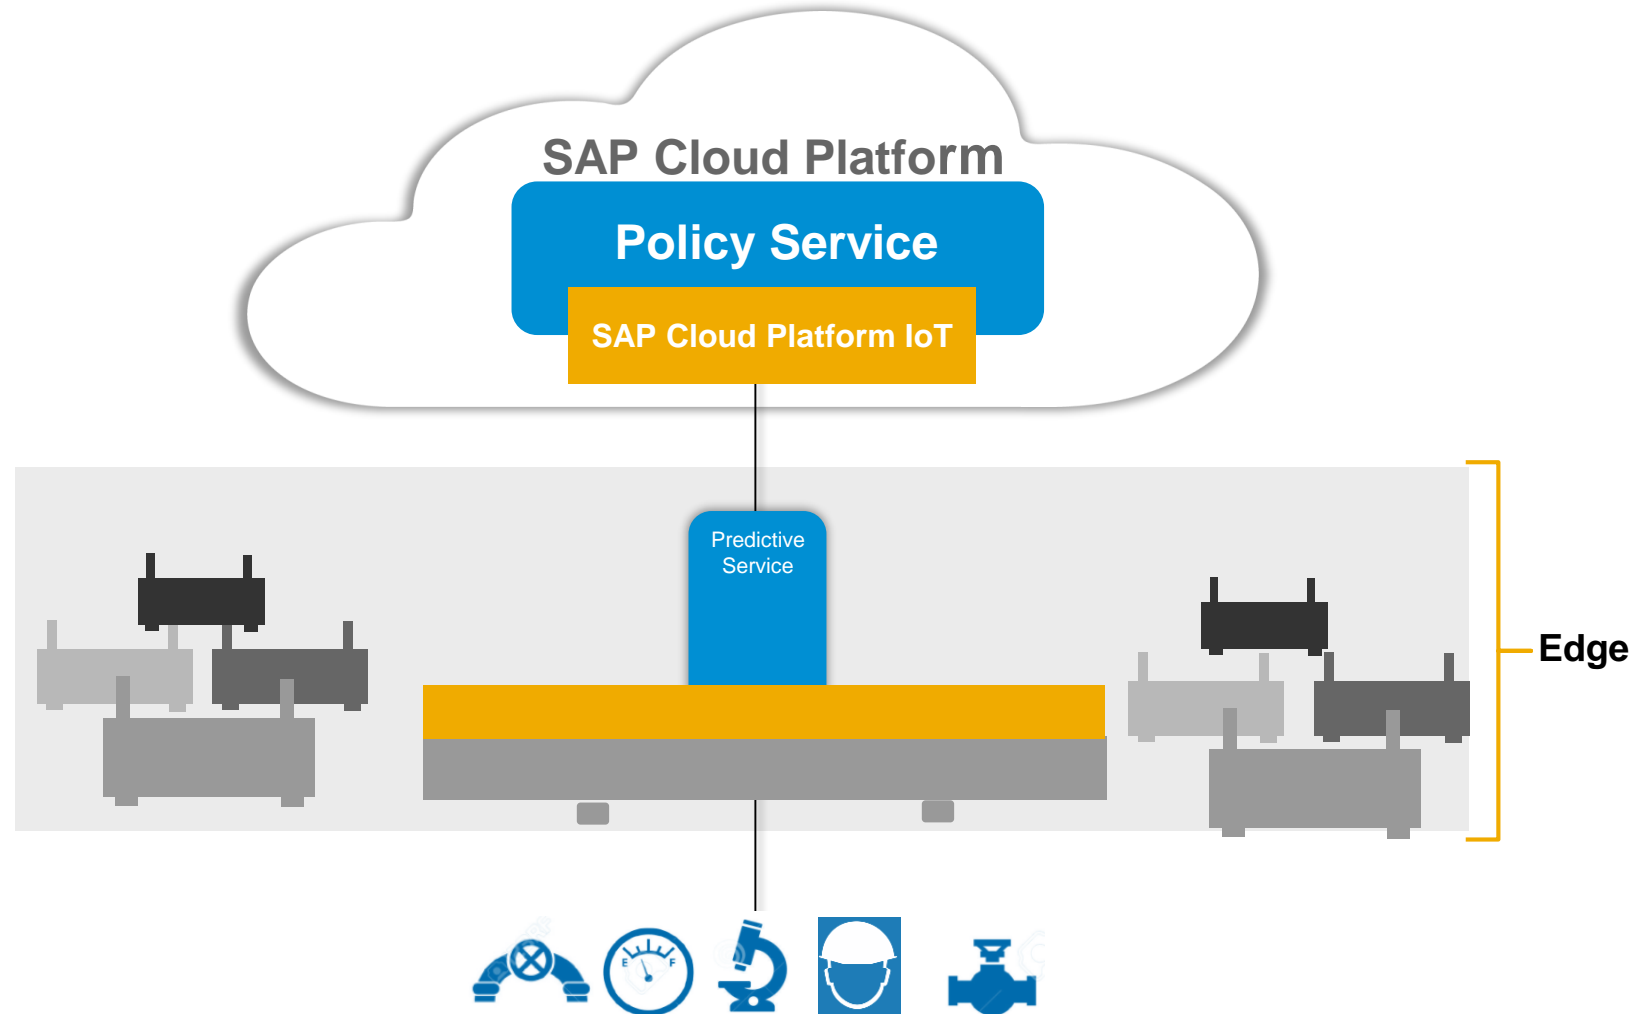 SAP Cloud Platform
Policy Service
SAP Cloud Platform IoT
Predictive
Service
Edge
E F